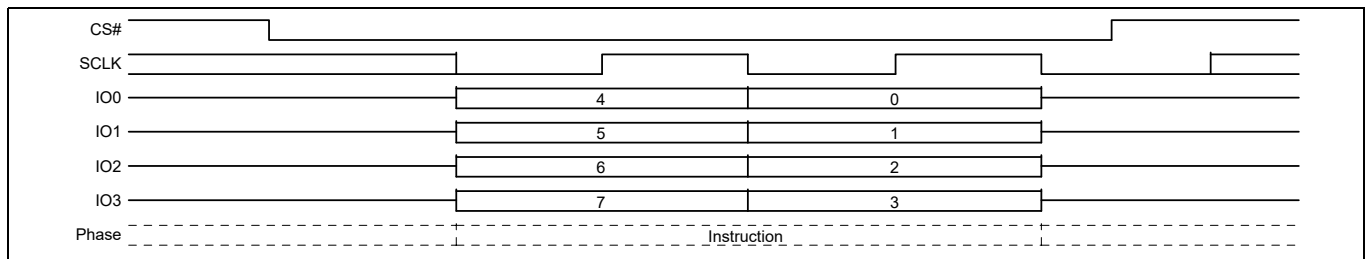 CS#
SCLK
IO0 4 0
IO1 5 1
IO2 6 2
IO3 7 3
Phase Instruction